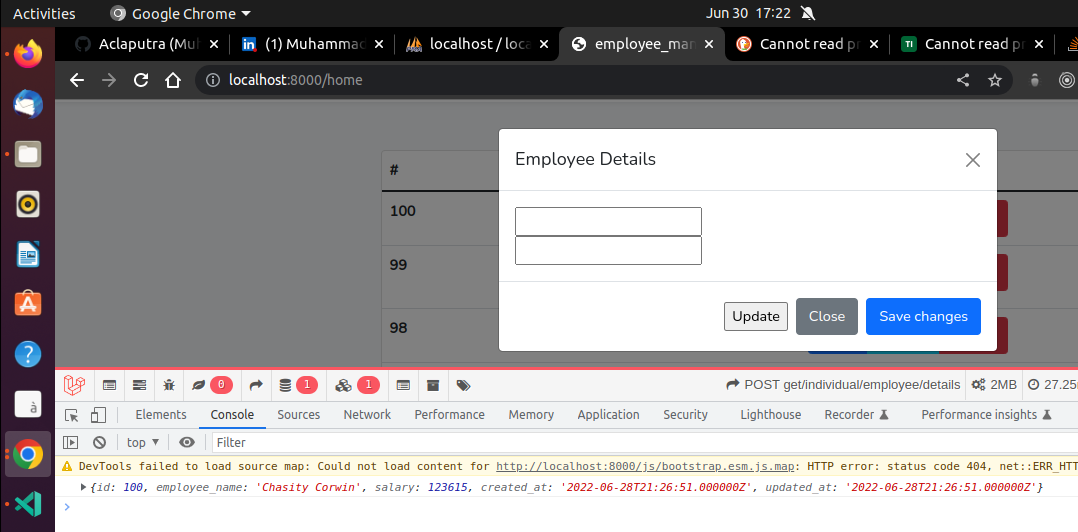 Activities Google Chrome Jun 30 17:22
Aclaputra (Mu (1) Muhammad localhost / loca employee_man Cannot read pr Cannot read pr
localhost:8000/home
Employee Details
#
100
99
98
Update Close Save changes
0 1 1 POST get/individual/employee/details 2MB 27.25
Elements Console Sources Network Performance Memory Application Security Lighthouse Recorder Performance insights
top Filter
DevTools failed to load source map: Could not load content for http://localhost:8000/js/bootstrap.esm.js.map: HTTP error: status code 404, net::ERR_HTT
{id: 100, employee_name: 'Chasity Corwin', salary: 123615, created_at: '2022-06-28T21:26:51.000000Z', updated_at: '2022-06-28T21:26:51.000000Z'}